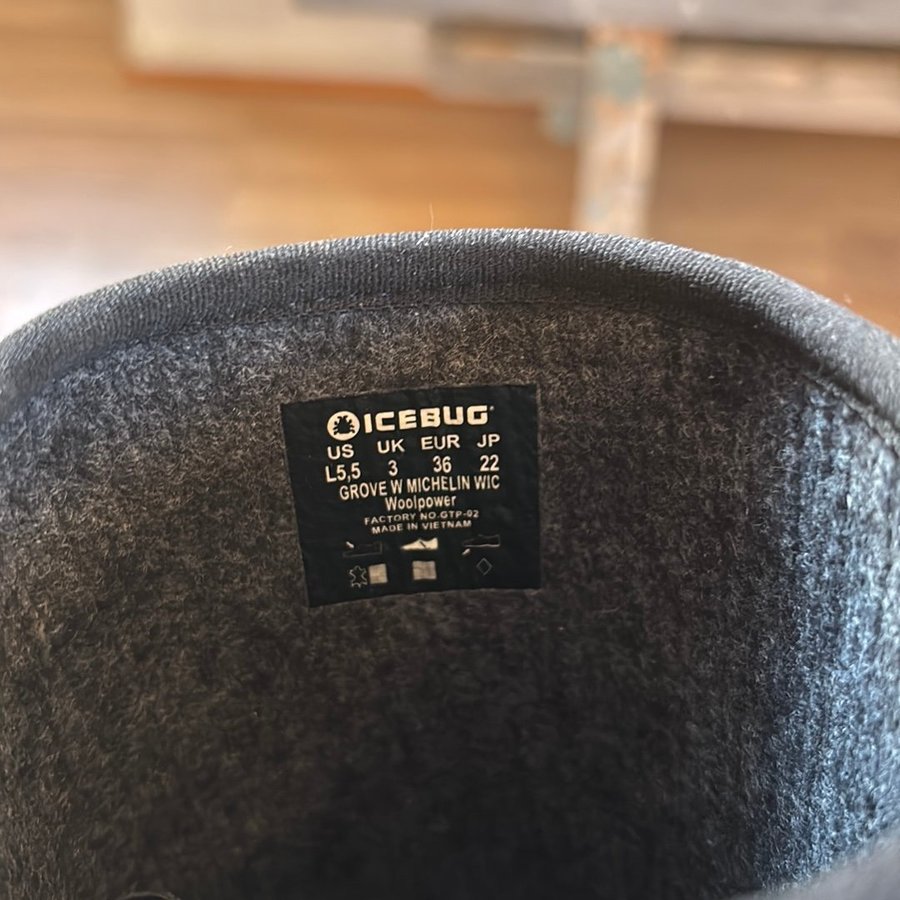 ICEBUG
US UK EUR JP
L5,5 3 36 22
GROVE W MICHELIN WIC
Woolpower
FACTORY NO.GTP-02
MADE IN VIETNAM